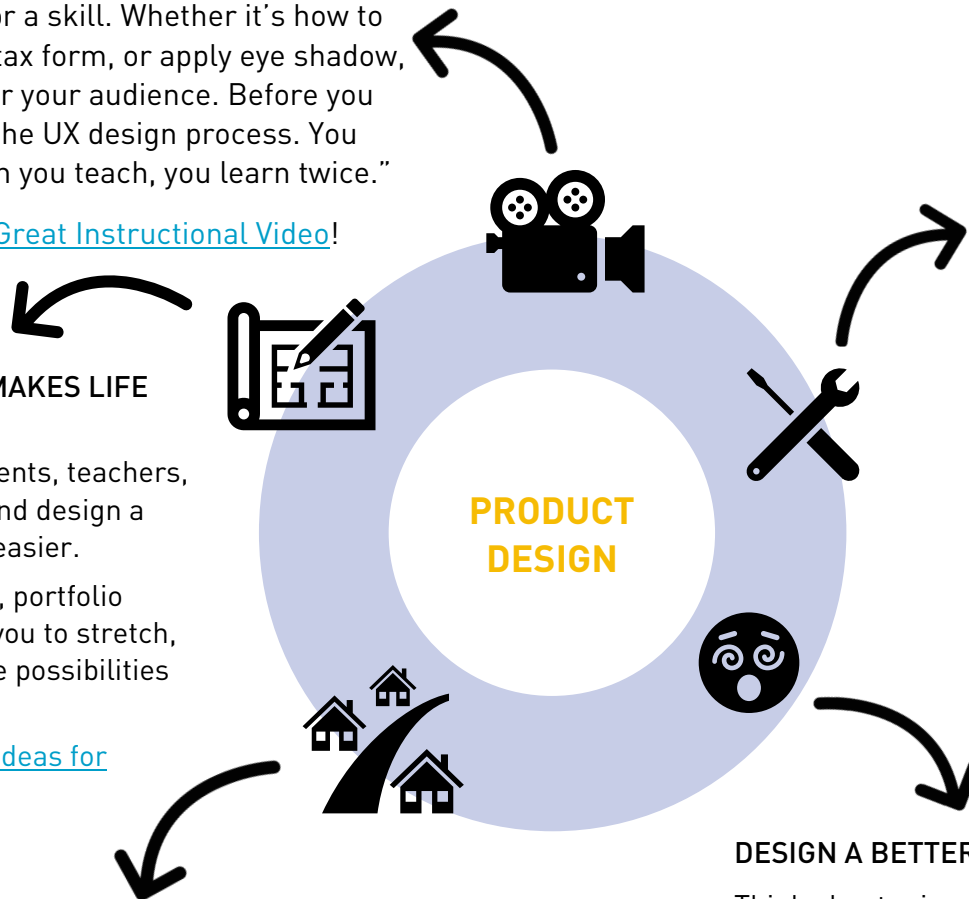 or a skill. Whether it’s how to
tax form, or apply eye shadow,
r your audience. Before you
he UX design process. You
n you teach, you learn twice.”
Great Instructional Video!
MAKES LIFE
ents, teachers,
nd design a
easier.
, portfolio
you to stretch,
e possibilities
deas for
PRODUCT
DESIGN
DESIGN A BETTER